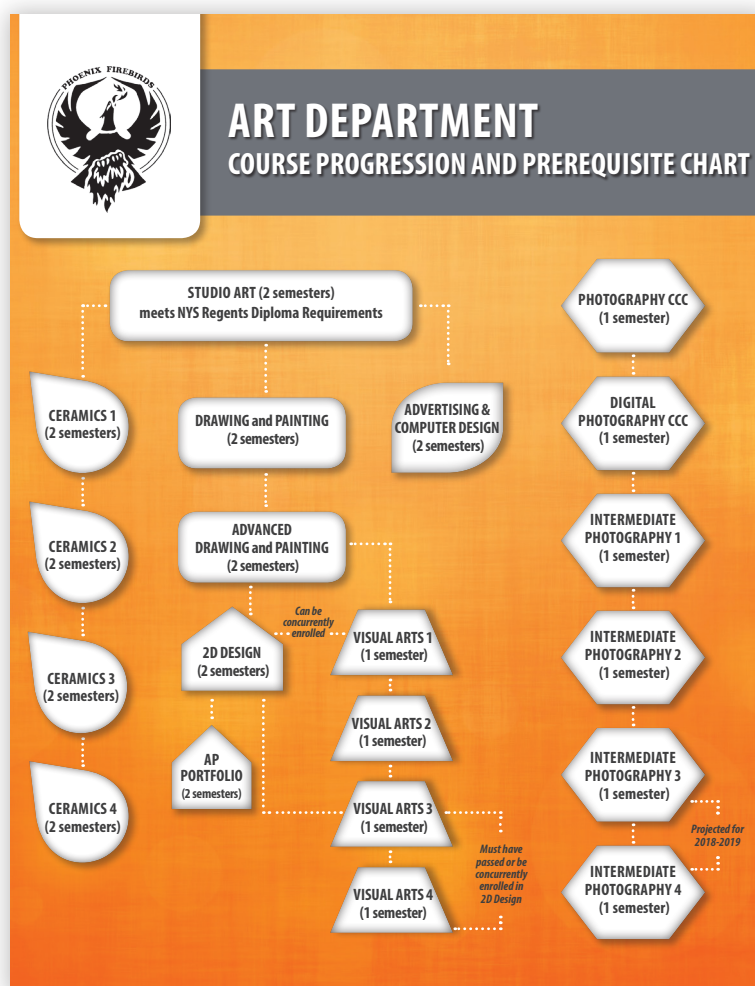 PHOENIX FIREBIRDS
ART DEPARTMENT
COURSE PROGRESSION AND PREREQUISITE CHART
STUDIO ART (2 semesters)
meets NYS Regents Diploma Requirements
CERAMICS 1
(2 semesters)
CERAMICS 2
(2 semesters)
CERAMICS 3
(2 semesters)
CERAMICS 4
(2 semesters)
DRAWING and PAINTING
(2 semesters)
ADVANCED
DRAWING and PAINTING
(2 semesters)
2D DESIGN
(2 semesters)
AP
PORTFOLIO
(2 semesters)
Can be
concurrently
enrolled
ADVERTISING &
COMPUTER DESIGN
(2 semesters)
VISUAL ARTS 1
(1 semester)
VISUAL ARTS 2
(1 semester)
VISUAL ARTS 3
(1 semester)
VISUAL ARTS 4
(1 semester)
Must have
passed or be
concurrently
enrolled in
2D Design
PHOTOGRAPHY CCC
(1 semester)
DIGITAL
PHOTOGRAPHY CCC
(1 semester)
INTERMEDIATE
PHOTOGRAPHY 1
(1 semester)
INTERMEDIATE
PHOTOGRAPHY 2
(1 semester)
INTERMEDIATE
PHOTOGRAPHY 3
(1 semester)
Projected for
2018-2019
INTERMEDIATE
PHOTOGRAPHY 4
(1 semester)